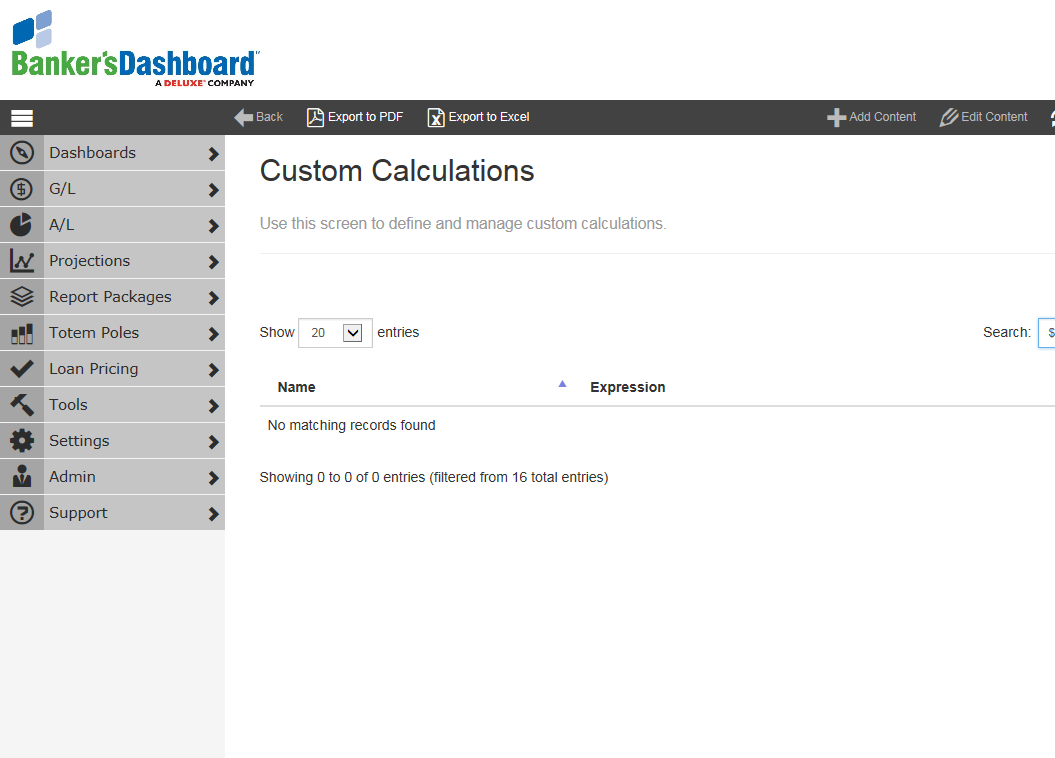 Banker'sDashboard™
A DELUXE® COMPANY
Back Export to PDF Export to Excel Add Content Edit Content
Dashboards
G/L
A/L
Projections
Report Packages
Totem Poles
Loan Pricing
Tools
Settings
Admin
Support
Custom Calculations
Use this screen to define and manage custom calculations.
Show 20 entries Search: $
Name Expression
No matching records found
Showing 0 to 0 of 0 entries (filtered from 16 total entries)